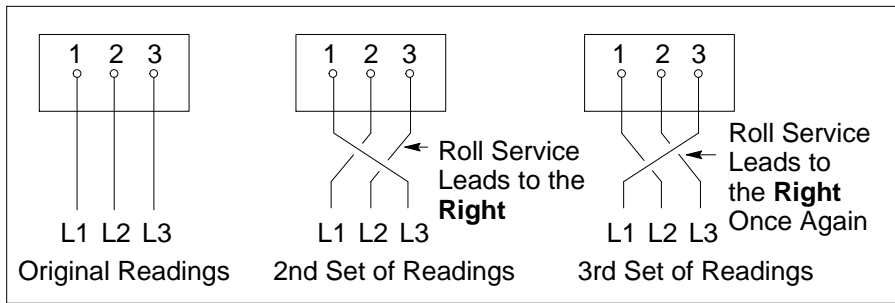 1 2 3
L1 L2 L3
Original Readings
1 2 3
Roll Service
Leads to the
Right
L1 L2 L3
2nd Set of Readings
1 2 3
Roll Service
Leads to
the Right
Once Again
L1 L2 L3
3rd Set of Readings